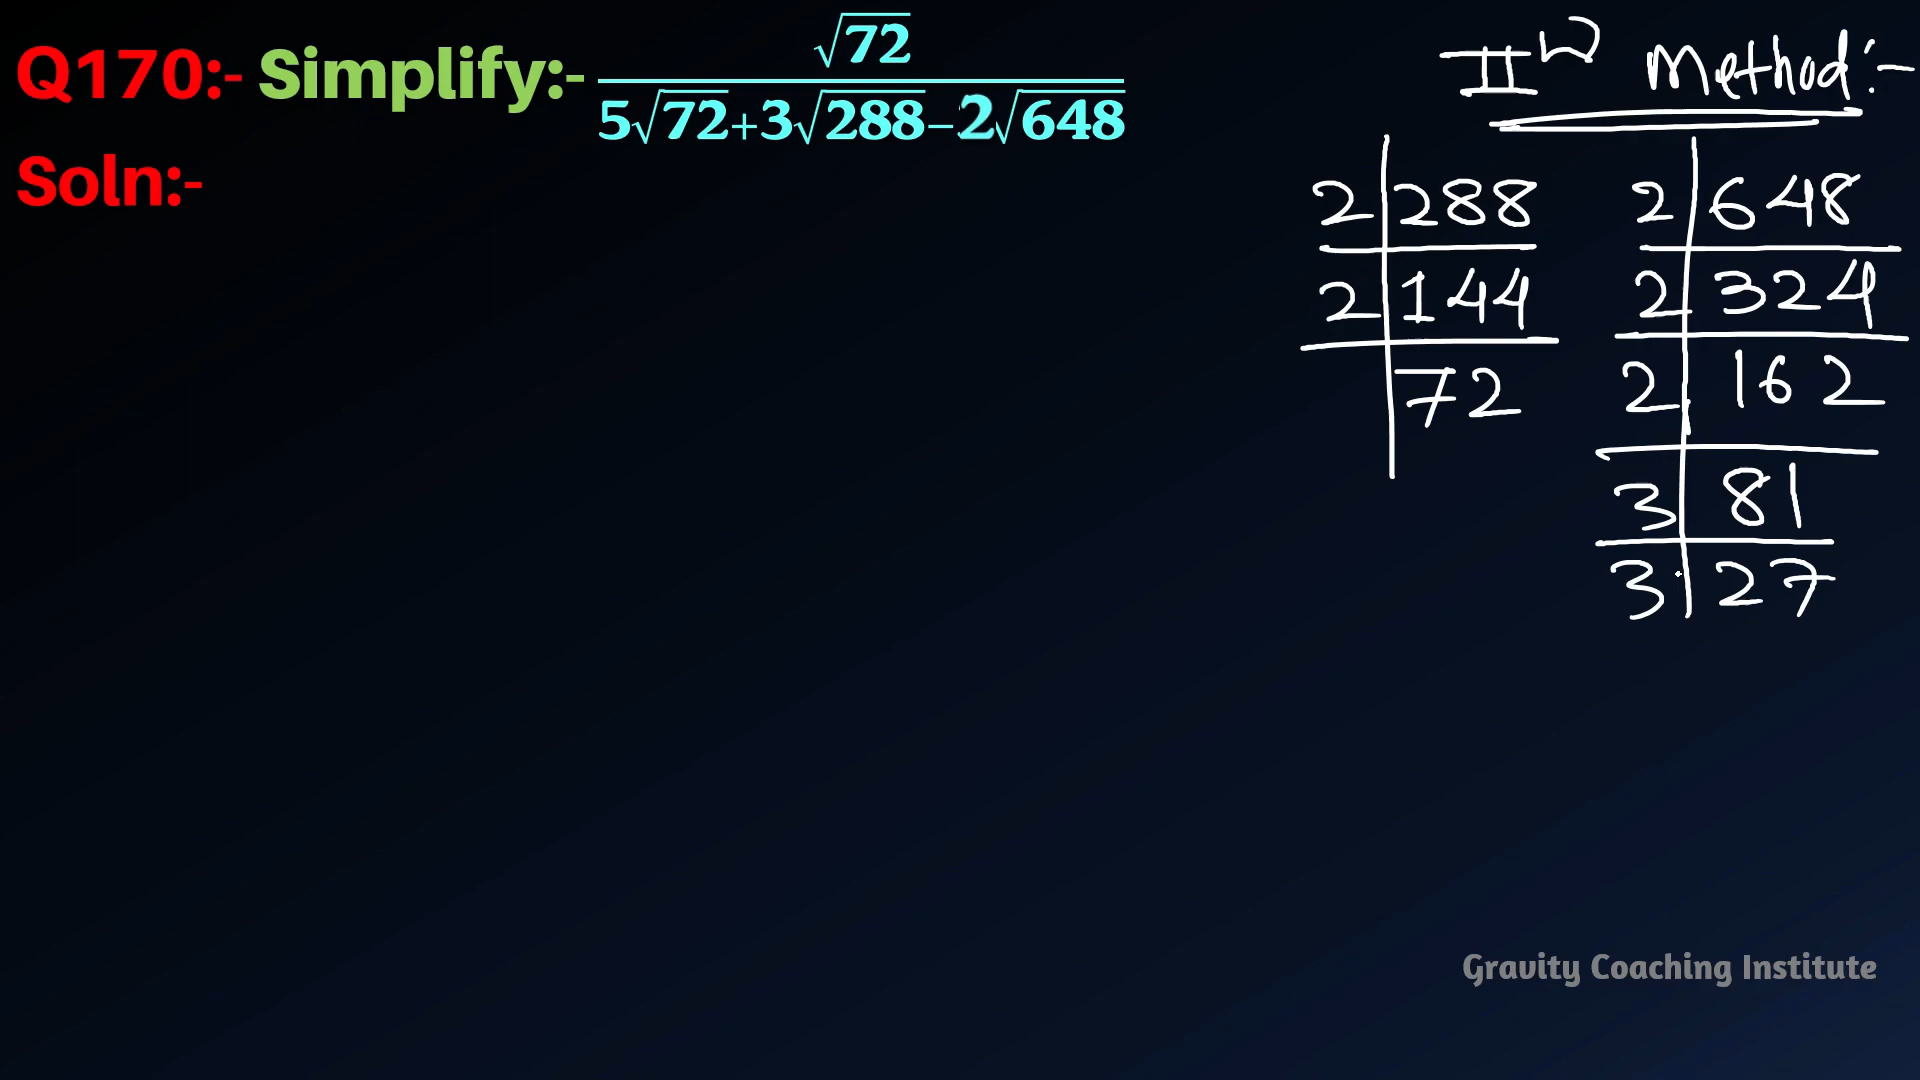 Q170:- Simplify:- √72 / 5√72+3√288−2√648
Soln:-
II Method:-
2 | 288
2 | 144
72
2 | 648
2 | 324
2 | 162
3 | 81
3 | 27
Gravity Coaching Institute